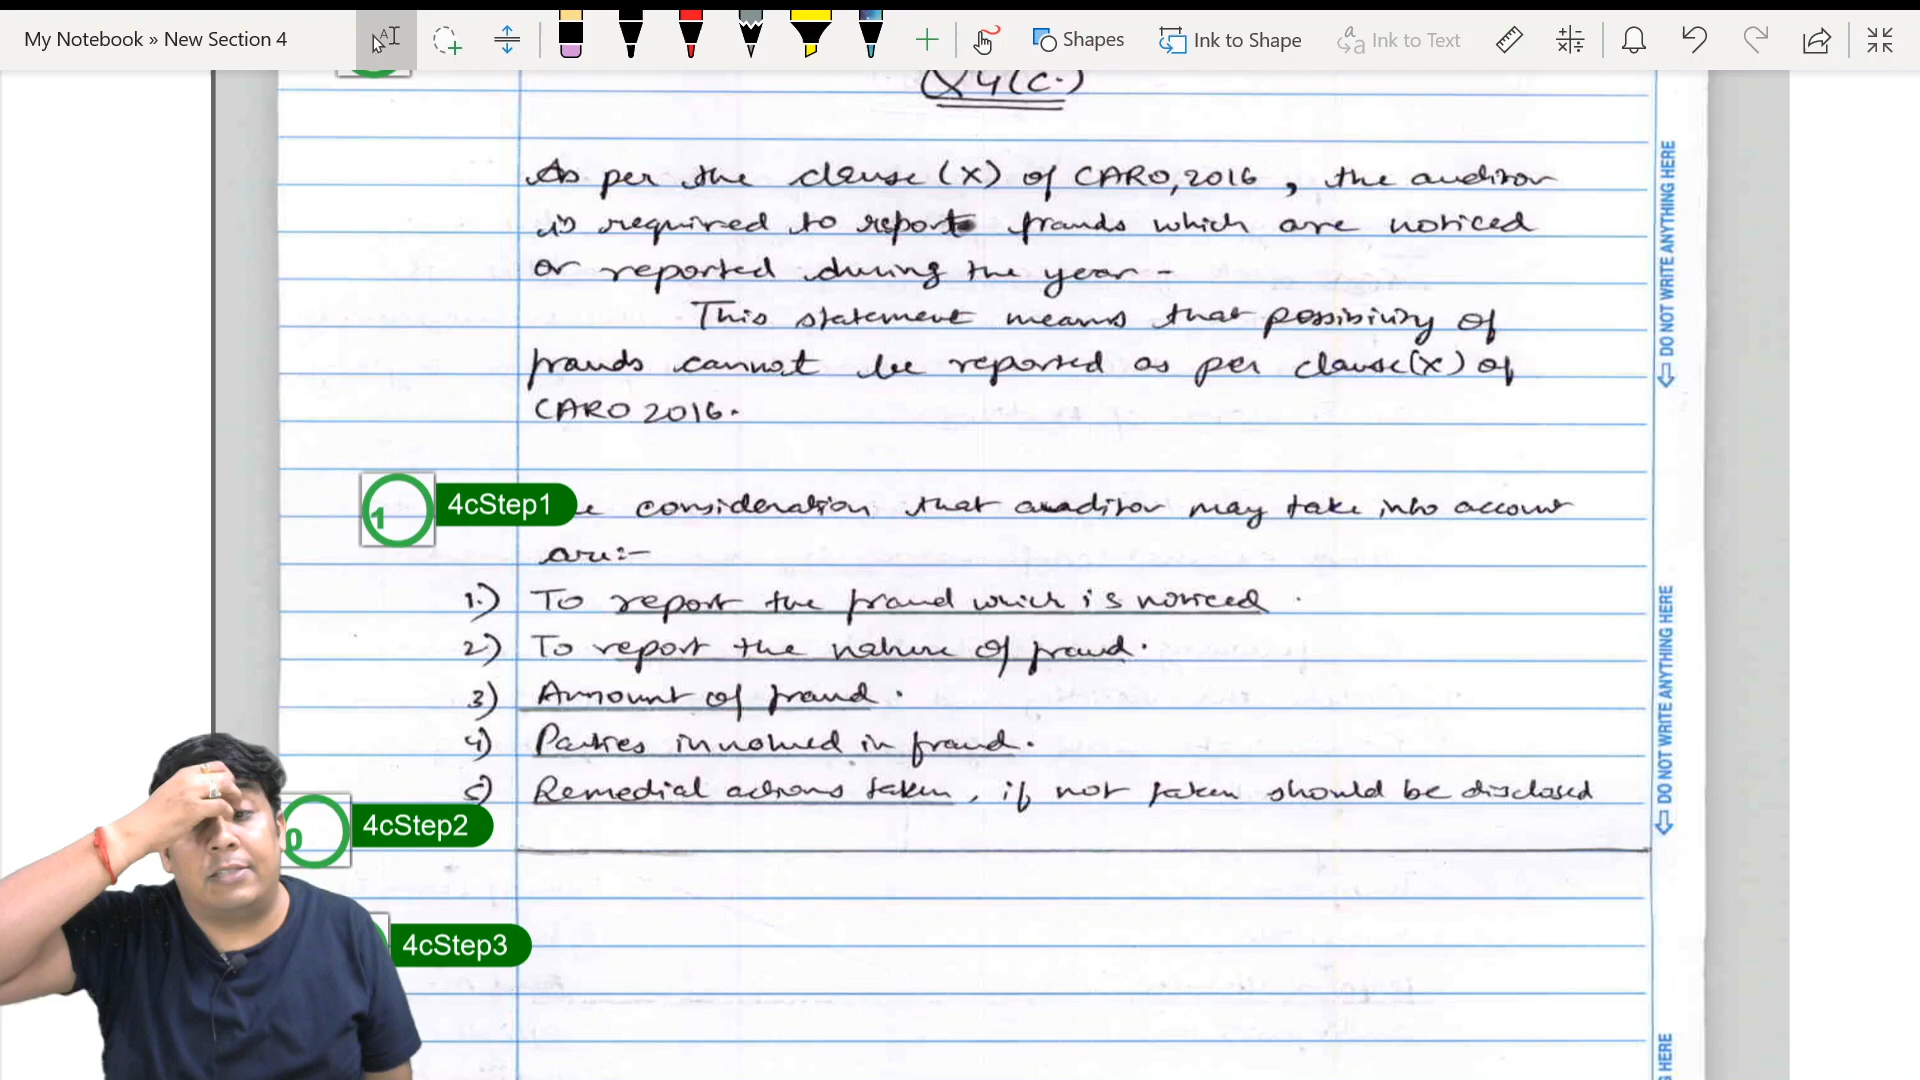 My Notebook » New Section 4
Shapes
Ink to Shape
Ink to Text
Q4(C.)
As per the clause (X) of CARO, 2016, the auditor
is required to report frauds which are noticed
or reported during the year -
This statement means that possibility of
frauds cannot be reported as per clause (X) of
CARO 2016.
1
4cStep1
e consideration that auditor may take into account
are:-
1.) To report the fraud which is noticed.
2.) To report the nature of fraud.
3) Amount of fraud.
4) Parties involved in fraud.
5) Remedial actions taken, if not taken should be disclosed
0
4cStep2
4cStep3
DO NOT WRITE ANYTHING HERE
DO NOT WRITE ANYTHING HERE
HERE